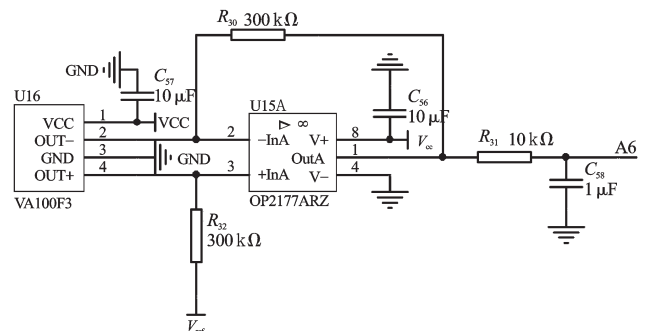 R30 300 kΩ
GND
C57
10 μF
U16
VCC
1
VCC
OUT−
2
GND
3
GND
OUT+
4
VA100F3
U15A
▷ ∞
2
−InA
V+
8
OutA
1
3
+InA
V−
4
OP2177ARZ
C56
10 μF
R31 10 kΩ
A6
C58
1 μF
R32
300 kΩ